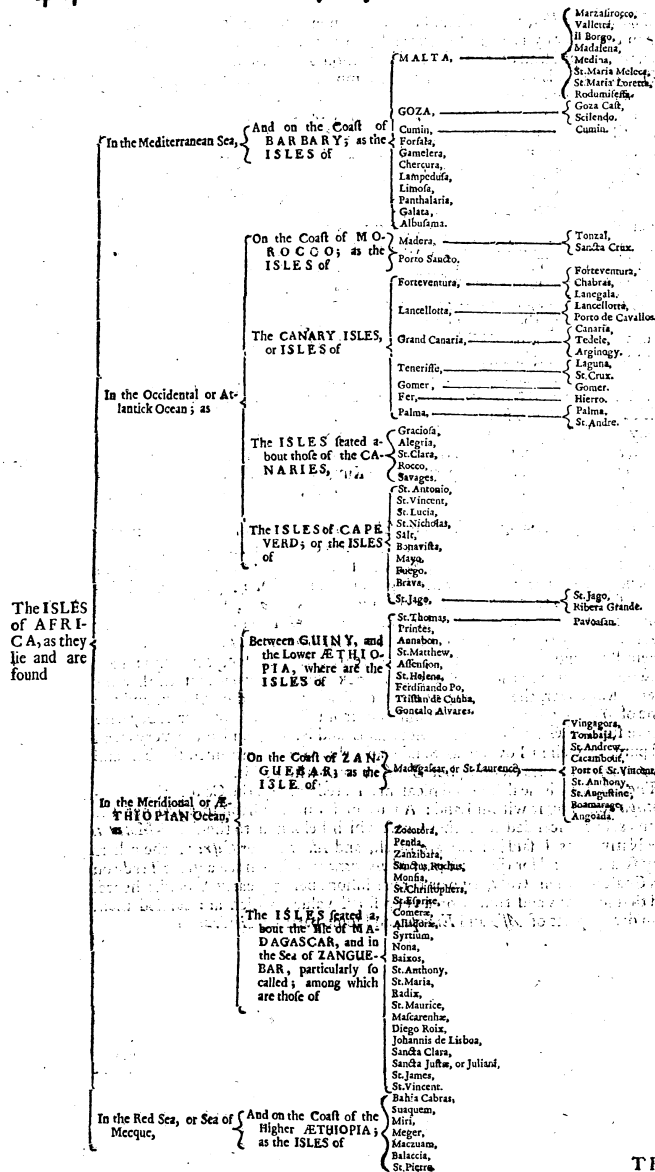 The ISLES
of AFRI-
CA, as they
lie and are
found
In the Mediterranean Sea,
And on the Coaſt of
BARBARY; as the
ISLES of
MALTA,
Marzaſirocco,
Valletta,
Il Borgo,
Madalena,
Medina,
St.Maria Meleca,
St.Maria Loretta,
Rodumiſeſſa.
GOZA,
Goza Caſt,
Scilendo.
Cumin,
Cumin.
Forfala,
Gamelera,
Chercura,
Lampeduſa,
Limoſa,
Panthalaria,
Galata,
Albuſama.
In the Occidental or At-
lantick Ocean; as
On the Coaſt of MO-
ROCCO; as the
ISLES of
Madera,
Tonzal,
Sancta Crux.
Porto Sancto.
The CANARY ISLES,
or ISLES of
Forteventura,
Forteventura,
Chabras,
Lanegala.
Lancellotta,
Lancellotta,
Porto de Cavallos.
Grand Canaria,
Canaria,
Tedele,
Arginogy.
Teneriffe,
Laguna,
St.Crux.
Gomer,
Gomer.
Fer,
Hierro.
Palma,
Palma,
St.Andre.
The ISLES ſeated a-
bout thoſe of the CA-
NARIES,
Gracioſa,
Alegria,
St.Clara,
Rocco,
Savages.
The ISLES of CAPE
VERD; or the ISLES
of
St.Antonio,
St.Vincent,
St.Lucia,
St.Nicholas,
Salt,
Bonaviſta,
Mayo,
Fuego.
Brava,
St.Jago,
St.Jago,
Ribera Grande.
In the Meridional or Æ-
THIOPIAN Ocean,
as
Between GUINY, and
the Lower ÆTHIO-
PIA, where are the
ISLES of
St.Thomas,
Pavoaſan.
Princes,
Annabon,
St.Matthew,
Aſſenſion,
St.Helena,
Ferdinando Po,
Triſtan de Cunha,
Goncalo Alvares.
On the Coaſt of ZAN-
GUEBAR; as the
ISLE of
Madagaſcar, or St.Laurence,
Vingagora,
Torabaja,
St.Andrew,
Cacambout,
Port of St.Vincent,
St.Anthony,
St.Auguſtine,
Boamarage,
Angoada.
The ISLES ſeated a-
bout the Iſle of MA-
DAGASCAR, and in
the Sea of ZANGUE-
BAR, particularly ſo
called; among which
are thoſe of
Zocotora,
Penda,
Zanzibara,
Sanctus Rochus,
Monſia,
St.Chriſtophers,
St.Eſprite,
Comeræ,
Syrtium,
Nona,
Baixos,
St.Anthony,
St.Maria,
Radix,
St.Maurice,
Maſcarenhæ,
Diego Roix,
Johannis de Lisboa,
Sancta Clara,
Sancta Juſtæ, or Julianá,
St.James,
St.Vincent.
In the Red Sea, or Sea of
Mecque,
And on the Coaſt of the
Higher ÆTHIOPIA;
as the ISLES of
Bahia Cabras,
Suaquem,
Miri,
Meger,
Maczuam,
Balaccia,
St.Pietro.